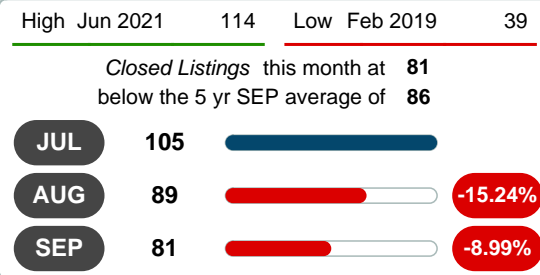 High Jun 2021 114 Low Feb 2019 39
Closed Listings this month at 81
below the 5 yr SEP average of 86
JUL 105
AUG 89 -15.24%
SEP 81 -8.99%